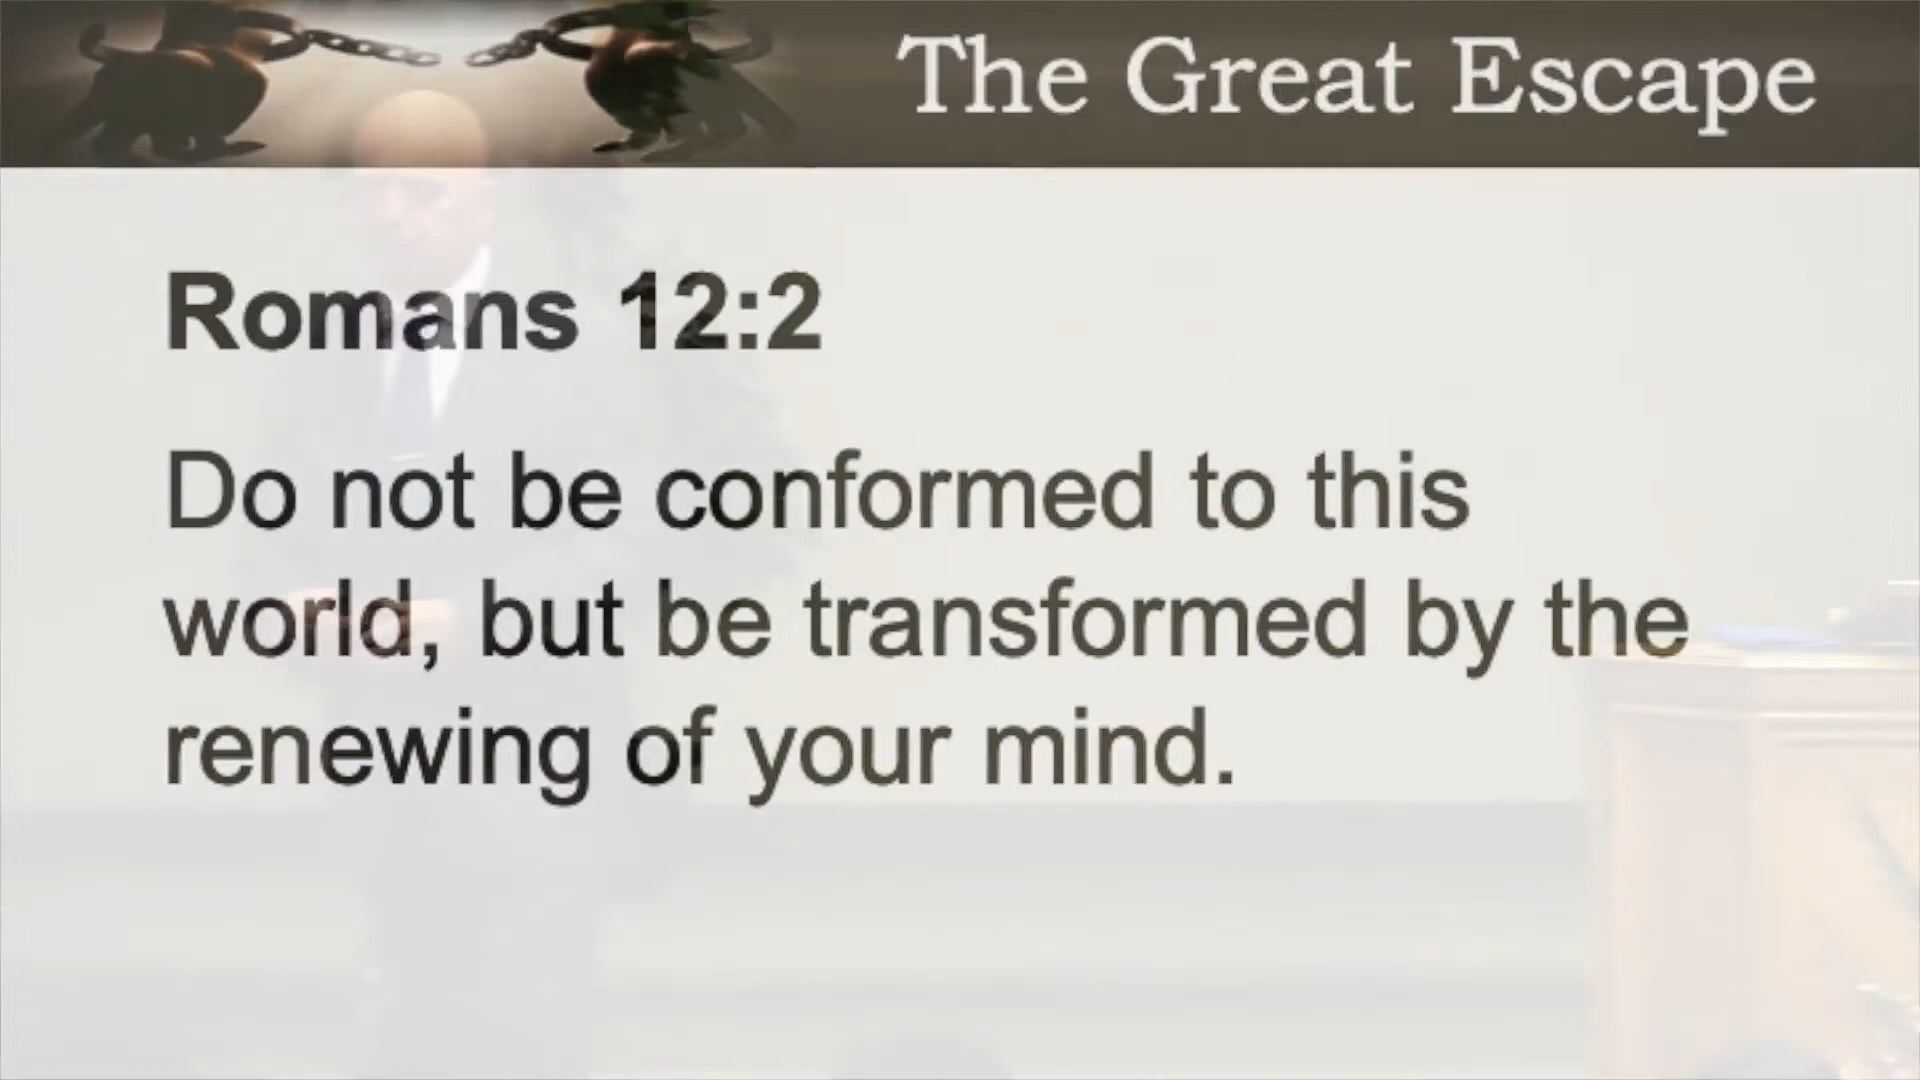 The Great Escape
Romans 12:2
Do not be conformed to this
world, but be transformed by the
renewing of your mind.